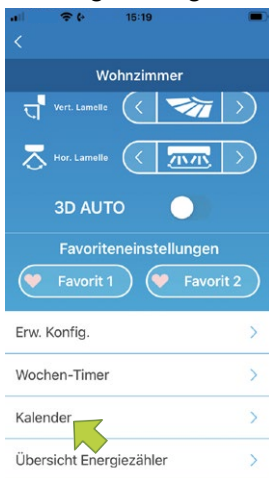 15:19
Wohnzimmer
Vert. Lamelle
Hor. Lamelle
3D AUTO
Favoriteneinstellungen
Favorit 1 Favorit 2
Erw. Konfig.
Wochen-Timer
Kalender
Übersicht Energiezähler